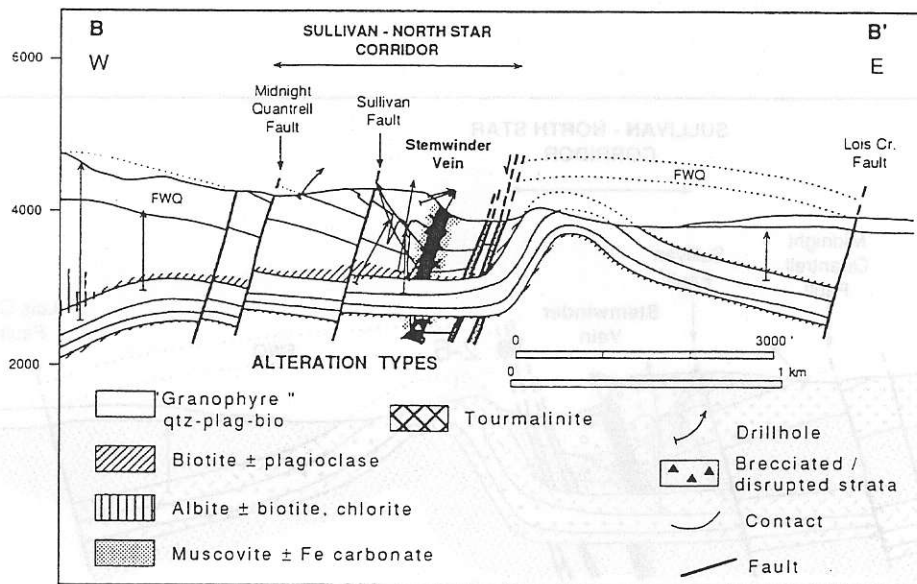 B
B'
W
E
SULLIVAN - NORTH STAR
CORRIDOR
6000
Midnight
Quantrell
Fault
Sullivan
Fault
Stemwinder
Vein
Lois Cr.
Fault
FWQ
FWQ
4000
2000
0
3000 '
0
1 km
ALTERATION TYPES
"Granophyre "
qtz-plag-bio
Biotite ± plagioclase
Albite ± biotite, chlorite
Muscovite ± Fe carbonate
Tourmalinite
Drillhole
Brecciated /
disrupted strata
Contact
Fault